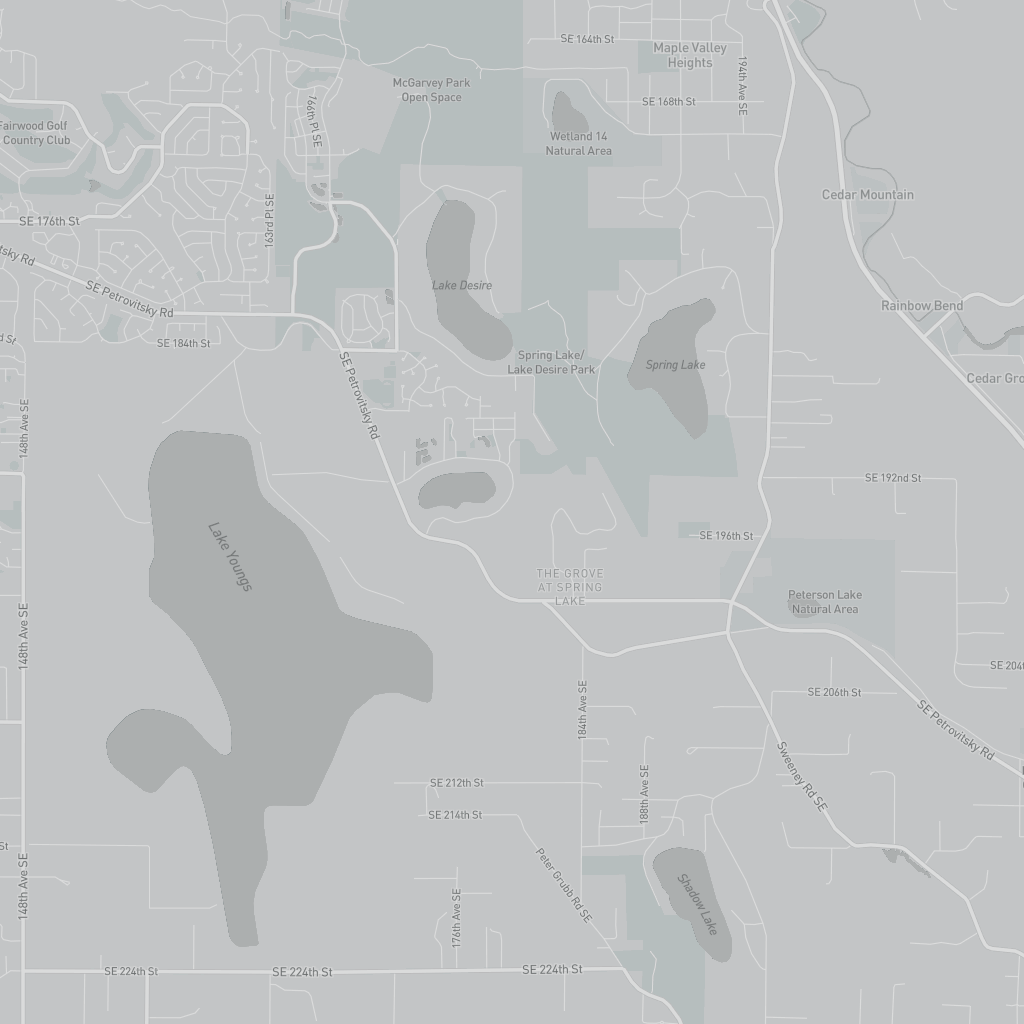 SE 164th St
Maple Valley
Heights
194th Ave SE
McGarvey Park
Open Space
SE 168th St
166th Pl SE
Fairwood Golf
Country Club
Wetland 14
Natural Area
Cedar Mountain
SE 176th St
163rd Pl SE
tsky Rd
SE Petrovitsky Rd
Lake Desire
Rainbow Bend
SE 184th St
d St
SE Petrovitsky Rd
Spring Lake/
Lake Desire Park
Spring Lake
Cedar Gro
148th Ave SE
SE 192nd St
Lake Youngs
SE 196th St
THE GROVE
AT SPRING
LAKE
Peterson Lake
Natural Area
148th Ave SE
SE 204t
184th Ave SE
SE 206th St
SE Petrovitsky Rd
Sweeney Rd SE
SE 212th St
188th Ave SE
SE 214th St
St
148th Ave SE
Peter Grubb Rd SE
Shadow Lake
176th Ave SE
SE 224th St
SE 224th St
SE 224th St